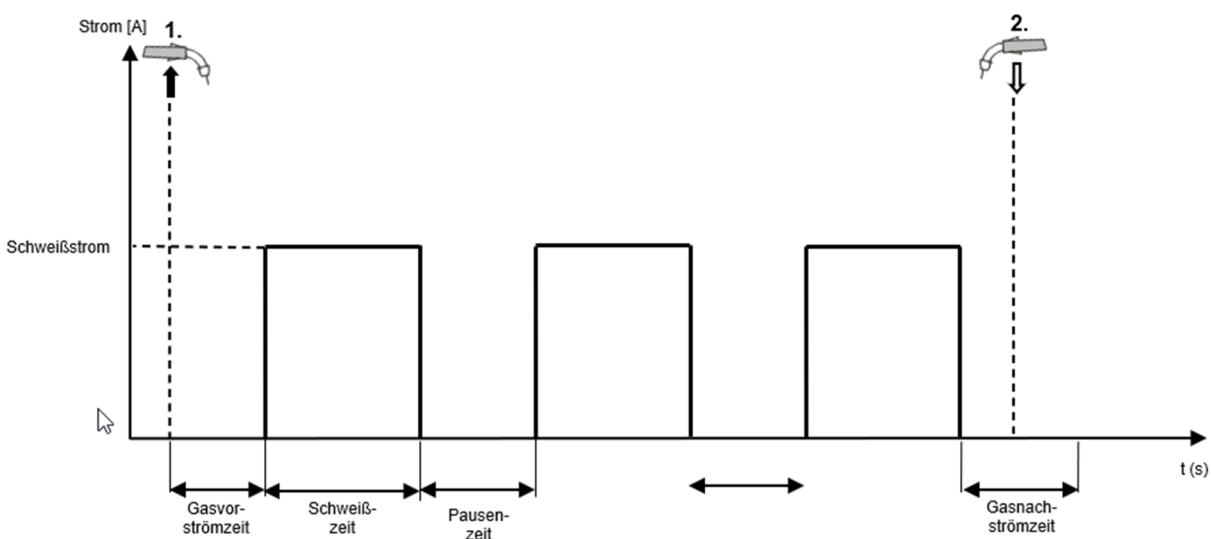 Strom [A]
1.
2.
Schweißstrom
t (s)
Gasvor-
strömzeit
Schweiß-
zeit
Pausen-
zeit
Gasnach-
strömzeit